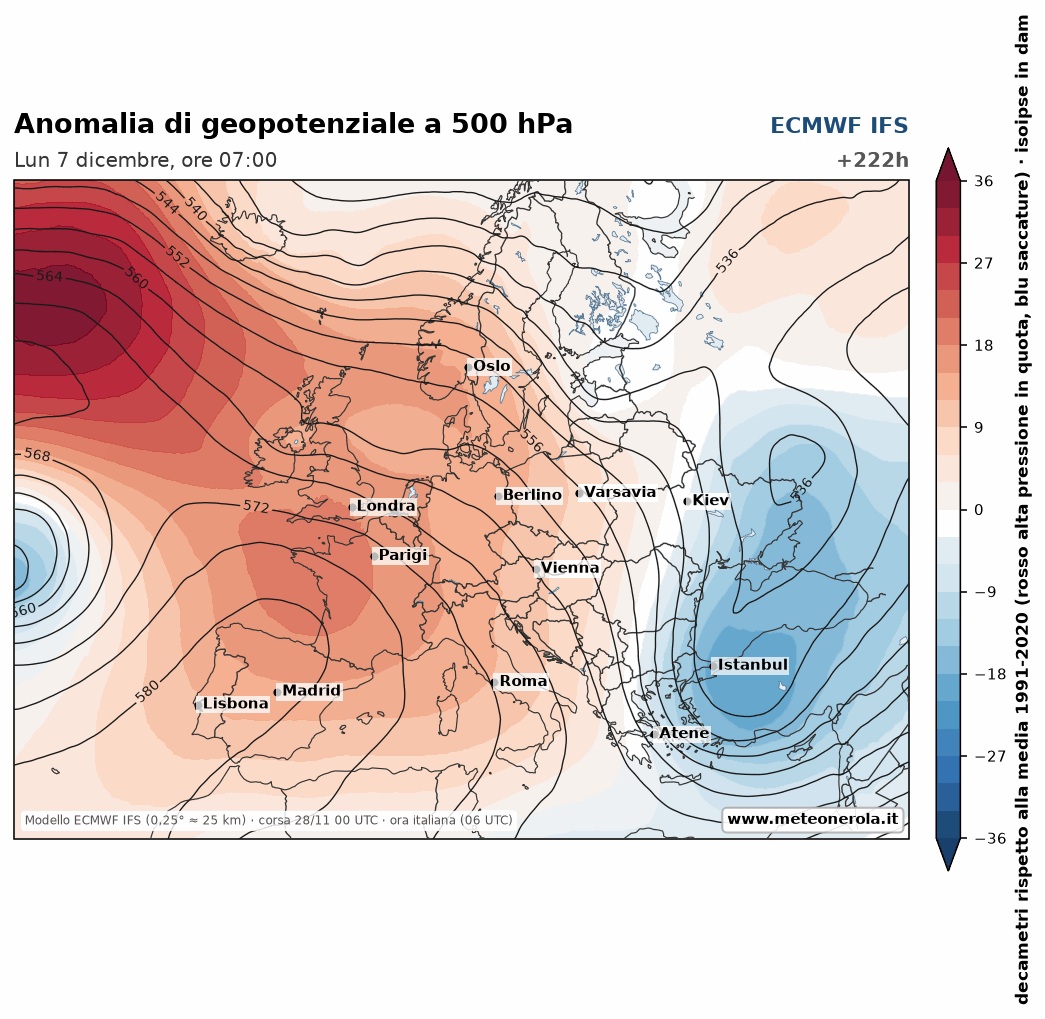 Anomalia di geopotenziale a 500 hPa
ECMWF IFS
Lun 7 dicembre, ore 07:00
+222h
544
540
552
560
564
536
568
556
572
536
560
580
Oslo
Berlino
Varsavia
Kiev
Londra
Parigi
Vienna
Istanbul
Roma
Madrid
Lisbona
Atene
Modello ECMWF IFS (0,25° ≈ 25 km) · corsa 28/11 00 UTC · ora italiana (06 UTC)
www.meteonerola.it
36
27
18
9
0
−9
−18
−27
−36
decametri rispetto alla media 1991-2020 (rosso alta pressione in quota, blu saccature) · isoipse in dam